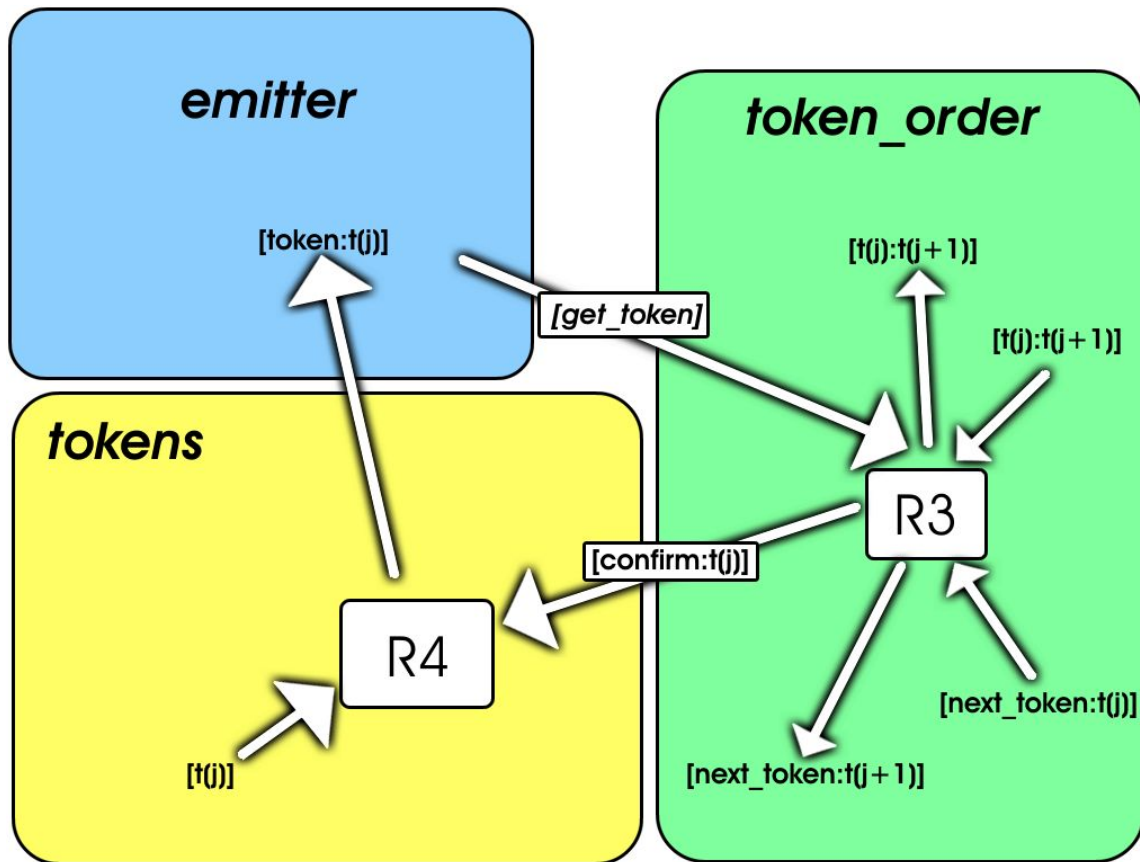 emitter
token_order
[token:t(j)]
[t(j):t(j+1)]
[get_token]
[t(j):t(j+1)]
tokens
R3
[confirm:t(j)]
R4
[next_token:t(j)]
[t(j)]
[next_token:t(j+1)]